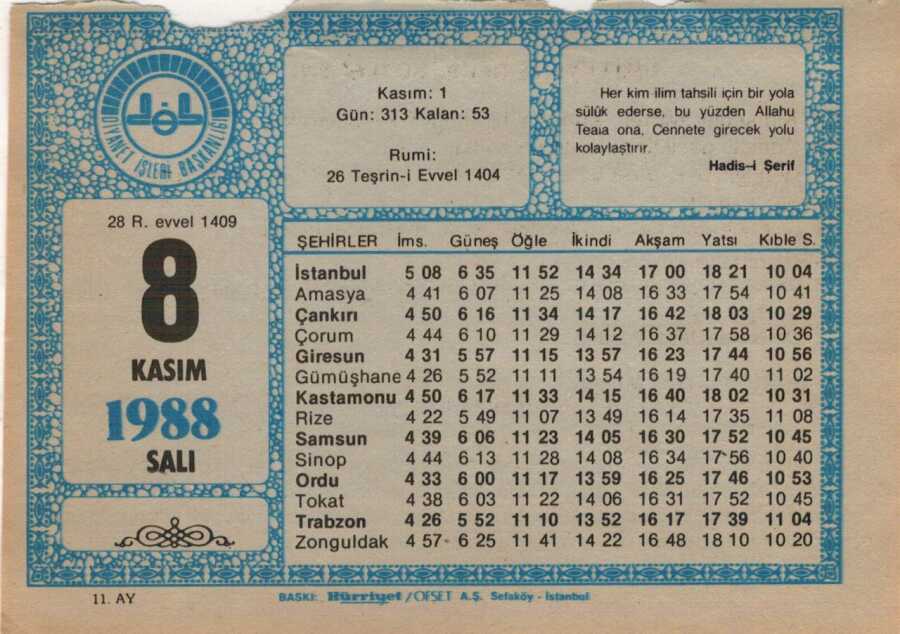 DİYANET İŞLERİ BAŞKANLIĞI
Kasım: 1
Gün: 313 Kalan: 53
Rumi:
26 Teşrin-i Evvel 1404
Her kim ilim tahsili için bir yola
sülük ederse, bu yüzden Allahu
Teaıa ona, Cennete girecek yolu
kolaylaştırır.
Hadis-i Şerif
28 R. evvel 1409
8
KASIM
1988
SALI
ŞEHİRLER İms. Güneş Öğle İkindi Akşam Yatsı Kıble S.
İstanbul 5 08 6 35 11 52 14 34 17 00 18 21 10 04
Amasya 4 41 6 07 11 25 14 08 16 33 17 54 10 41
Çankırı 4 50 6 16 11 34 14 17 16 42 18 03 10 29
Çorum 4 44 6 10 11 29 14 12 16 37 17 58 10 36
Giresun 4 31 5 57 11 15 13 57 16 23 17 44 10 56
Gümüşhane 4 26 5 52 11 11 13 54 16 19 17 40 11 02
Kastamonu 4 50 6 17 11 33 14 15 16 40 18 02 10 31
Rize 4 22 5 49 11 07 13 49 16 14 17 35 11 08
Samsun 4 39 6 06 11 23 14 05 16 30 17 52 10 45
Sinop 4 44 6 13 11 28 14 08 16 34 17 56 10 40
Ordu 4 33 6 00 11 17 13 59 16 25 17 46 10 53
Tokat 4 38 6 03 11 22 14 06 16 31 17 52 10 45
Trabzon 4 26 5 52 11 10 13 52 16 17 17 39 11 04
Zonguldak 4 57 6 25 11 41 14 22 16 48 18 10 10 20
11. AY
BASKI: Hürriyet / OFSET A.Ş. Sefaköy - İstanbul